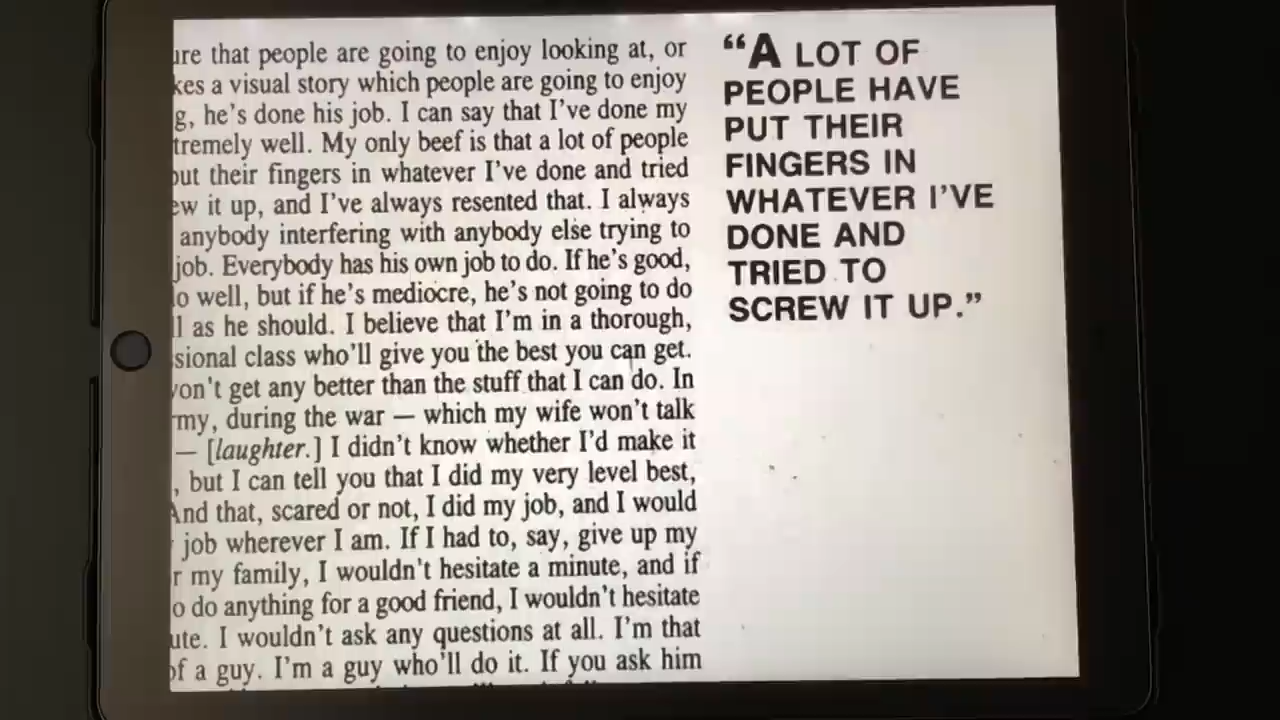 ure that people are going to enjoy looking at, or
kes a visual story which people are going to enjoy
g, he's done his job. I can say that I've done my
tremely well. My only beef is that a lot of people
out their fingers in whatever I've done and tried
ew it up, and I've always resented that. I always
anybody interfering with anybody else trying to
job. Everybody has his own job to do. If he's good,
o well, but if he's mediocre, he's not going to do
ll as he should. I believe that I'm in a thorough,
sional class who'll give you the best you can get.
von't get any better than the stuff that I can do. In
rmy, during the war — which my wife won't talk
— [laughter.] I didn't know whether I'd make it
, but I can tell you that I did my very level best,
And that, scared or not, I did my job, and I would
job wherever I am. If I had to, say, give up my
r my family, I wouldn't hesitate a minute, and if
o do anything for a good friend, I wouldn't hesitate
ute. I wouldn't ask any questions at all. I'm that
of a guy. I'm a guy who'll do it. If you ask him
“A LOT OF
PEOPLE HAVE
PUT THEIR
FINGERS IN
WHATEVER I'VE
DONE AND
TRIED TO
SCREW IT UP.”